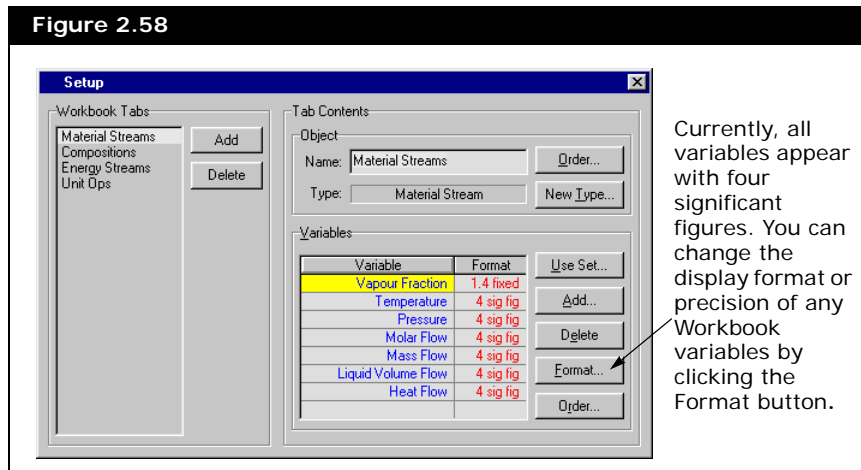 Figure 2.58
Setup
Workbook Tabs
Material Streams
Compositions
Energy Streams
Unit Ops
Add
Delete
Tab Contents
Object
Name: Material Streams
Order...
Type: Material Stream
New Type...
Variables
Variable Format
Vapour Fraction 1.4 fixed
Temperature 4 sig fig
Pressure 4 sig fig
Molar Flow 4 sig fig
Mass Flow 4 sig fig
Liquid Volume Flow 4 sig fig
Heat Flow 4 sig fig
Use Set...
Add...
Delete
Format...
Order...
Currently, all
variables appear
with four
significant
figures. You can
change the
display format or
precision of any
Workbook
variables by
clicking the
Format button.